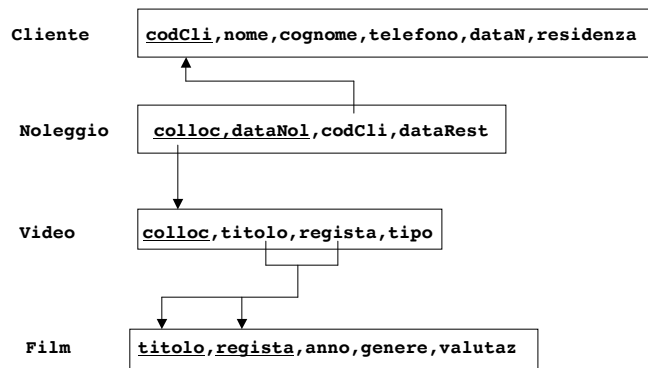 Cliente codCli,nome,cognome,telefono,dataN,residenza
Noleggio colloc,dataNol,codCli,dataRest
Video colloc,titolo,regista,tipo
Film titolo,regista,anno,genere,valutaz